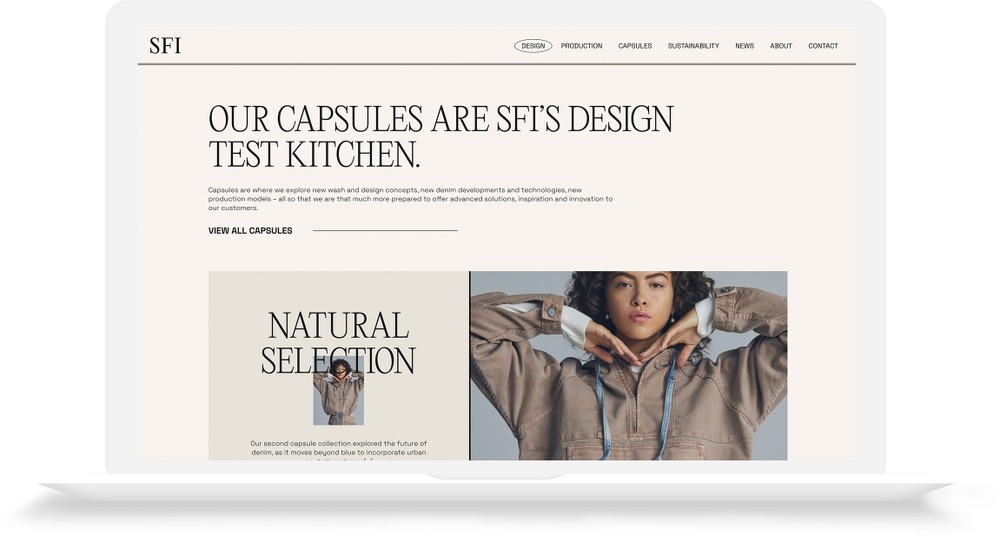 SFI
DESIGN PRODUCTION CAPSULES SUSTAINABILITY NEWS ABOUT CONTACT
OUR CAPSULES ARE SFI’S DESIGN
TEST KITCHEN.
Capsules are where we explore new wash and design concepts, new denim developments and technologies, new
production models – all so that we are that much more prepared to offer advanced solutions, inspiration and innovation to
our customers.
VIEW ALL CAPSULES
NATURAL
SELECTION
Our second capsule collection explored the future of
denim, as it moves beyond blue to incorporate urban